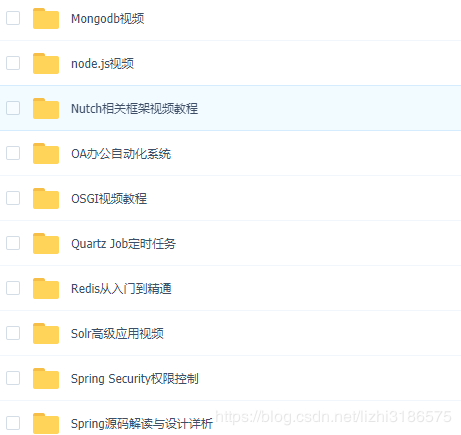 Mongodb视频
node.js视频
Nutch相关框架视频教程
OA办公自动化系统
OSGI视频教程
Quartz Job定时任务
Redis从入门到精通
Solr高级应用视频
Spring Security权限控制
Spring源码解读与设计详析
https://blog.csdn.net/lizhi3186575